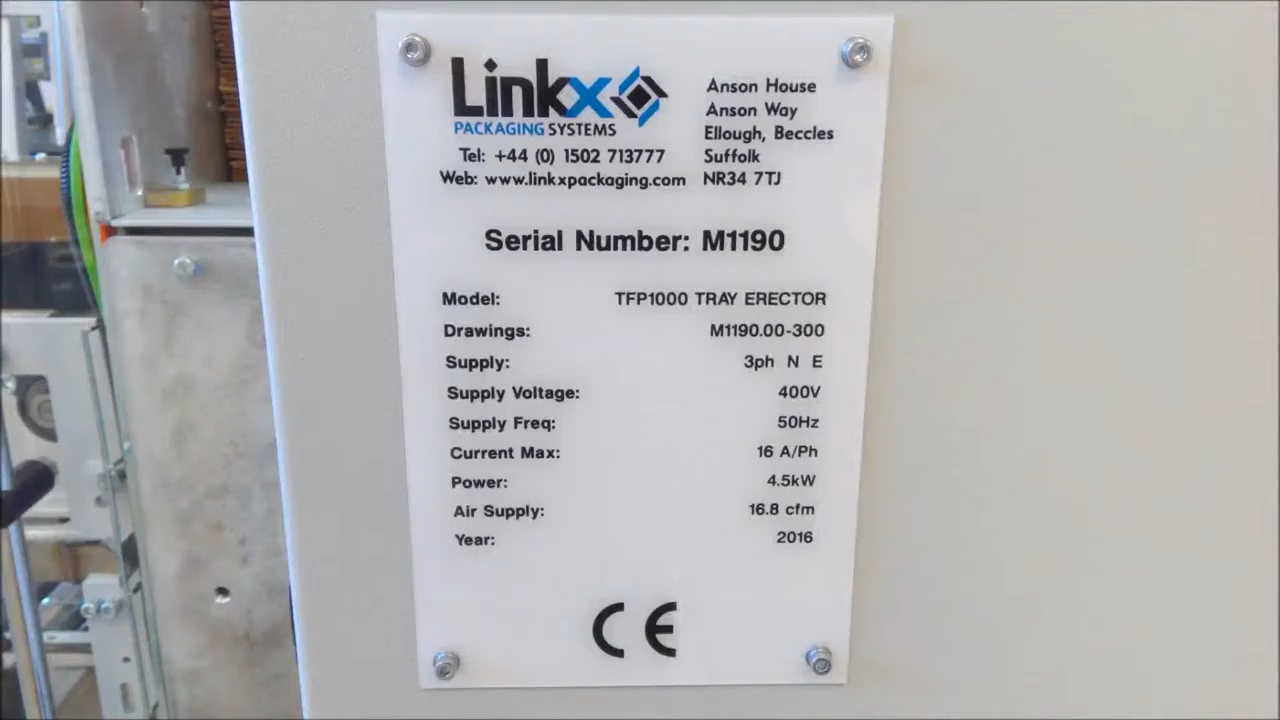 Linkx
PACKAGING SYSTEMS
Tel: +44 (0) 1502 713777
Web: www.linkxpackaging.com
Anson House
Anson Way
Ellough, Beccles
Suffolk
NR34 7TJ
Serial Number: M1190
Model: TFP1000 TRAY ERECTOR
Drawings: M1190.00-300
Supply: 3ph N E
Supply Voltage: 400V
Supply Freq: 50Hz
Current Max: 16 A/Ph
Power: 4.5kW
Air Supply: 16.8 cfm
Year: 2016
CE